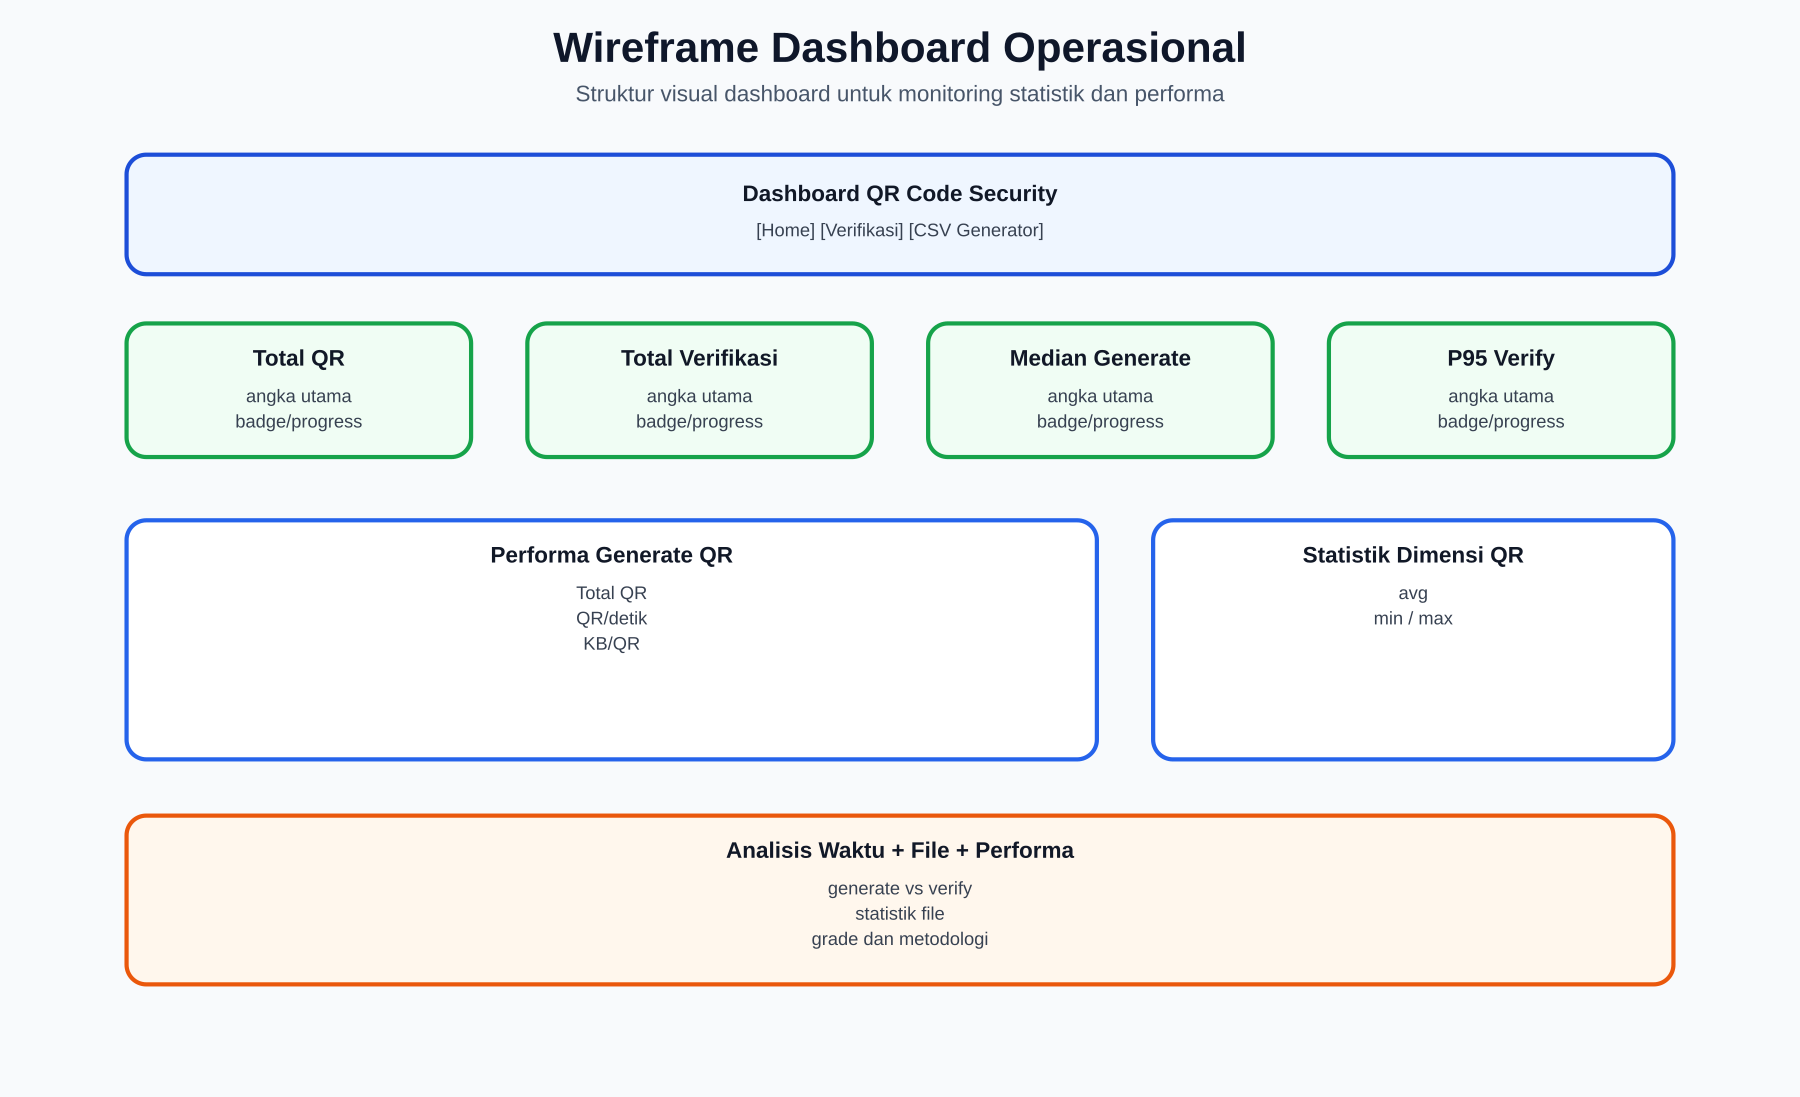 Wireframe Dashboard Operasional
Struktur visual dashboard untuk monitoring statistik dan performa
Dashboard QR Code Security
[Home] [Verifikasi] [CSV Generator]
Total QR
angka utama
badge/progress
Total Verifikasi
angka utama
badge/progress
Median Generate
angka utama
badge/progress
P95 Verify
angka utama
badge/progress
Performa Generate QR
Total QR
QR/detik
KB/QR
Statistik Dimensi QR
avg
min / max
Analisis Waktu + File + Performa
generate vs verify
statistik file
grade dan metodologi